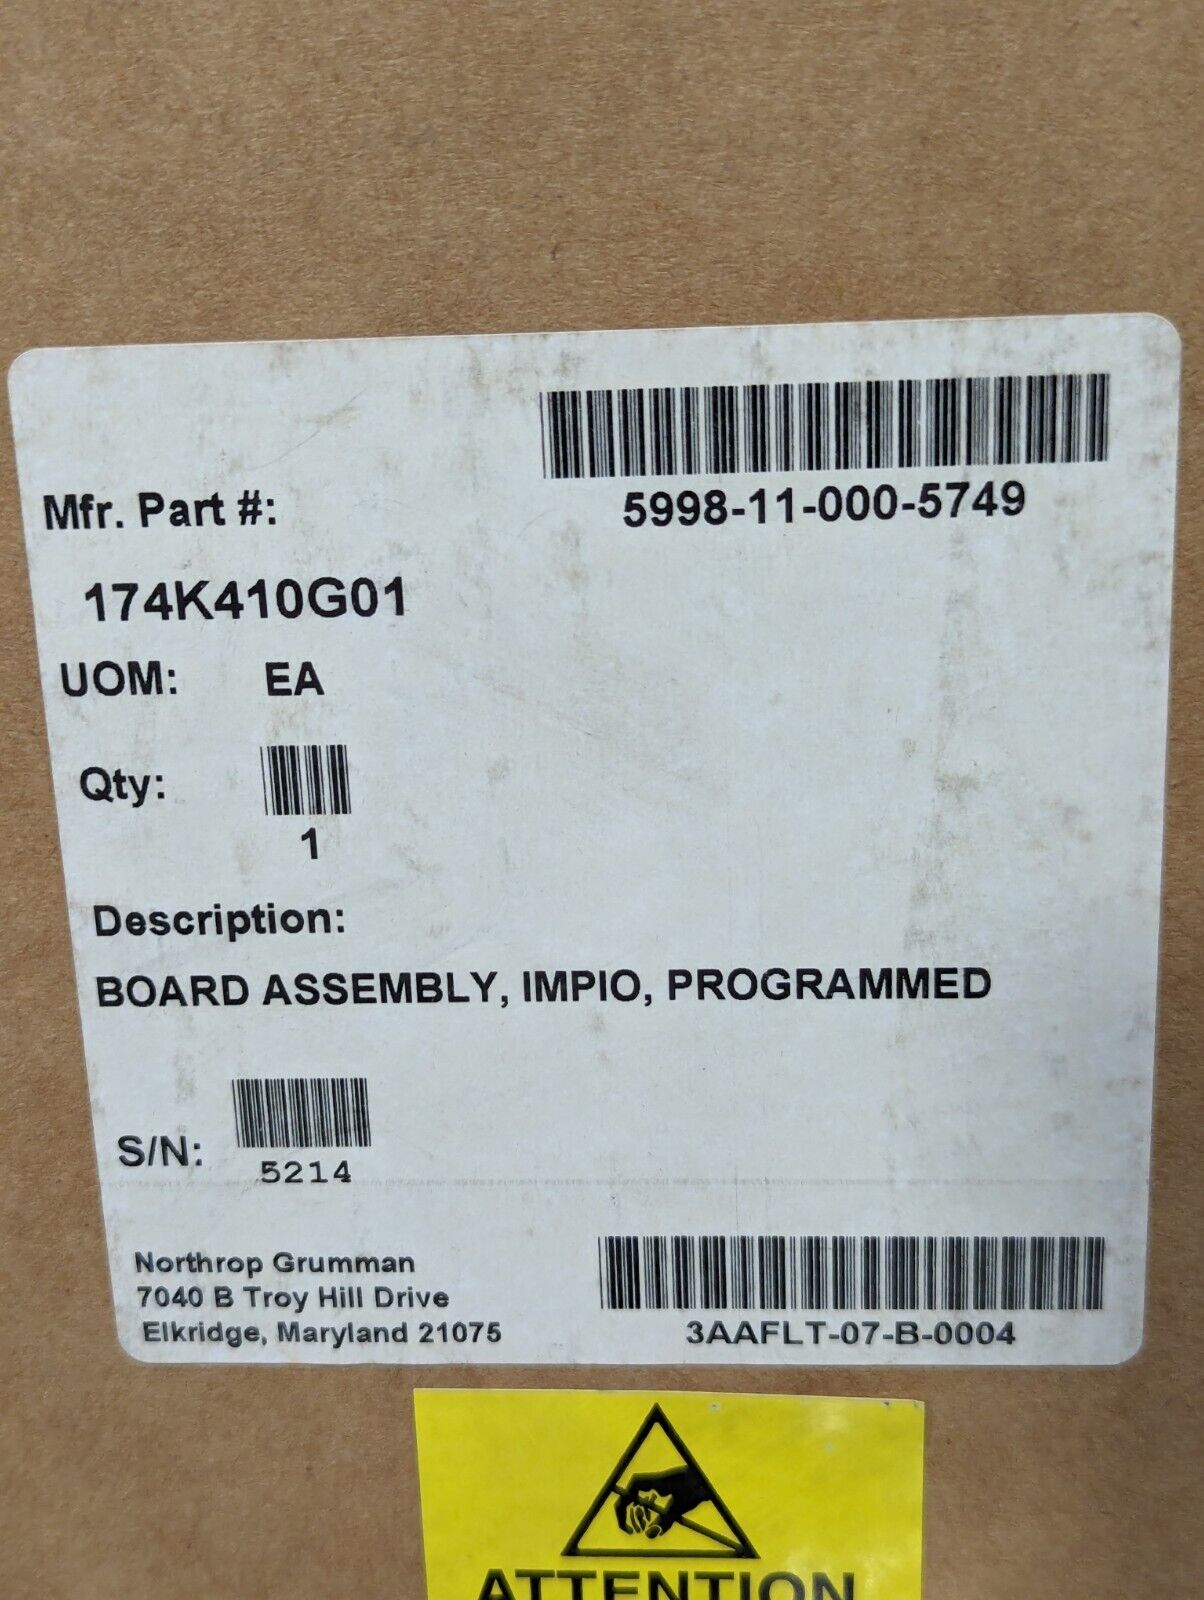 5998-11-000-5749
Mfr. Part #:
174K410G01
UOM: EA
Qty:
1
Description:
BOARD ASSEMBLY, IMPIO, PROGRAMMED
S/N:
5214
Northrop Grumman
7040 B Troy Hill Drive
Elkridge, Maryland 21075
3AAFLT-07-B-0004
ATTENTION